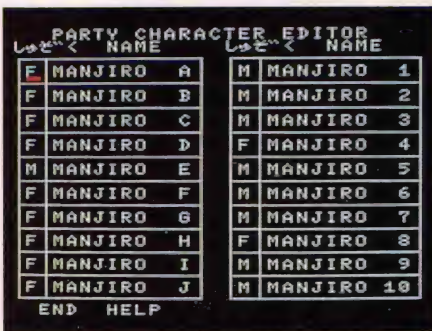 PARTY CHARACTER EDITOR
しゅぞく NAME しゅぞく NAME
F MANJIRO A M MANJIRO 1
F MANJIRO B M MANJIRO 2
F MANJIRO C M MANJIRO 3
F MANJIRO D F MANJIRO 4
M MANJIRO E M MANJIRO 5
F MANJIRO F M MANJIRO 6
F MANJIRO G M MANJIRO 7
F MANJIRO H F MANJIRO 8
F MANJIRO I M MANJIRO 9
F MANJIRO J M MANJIRO 10
END HELP